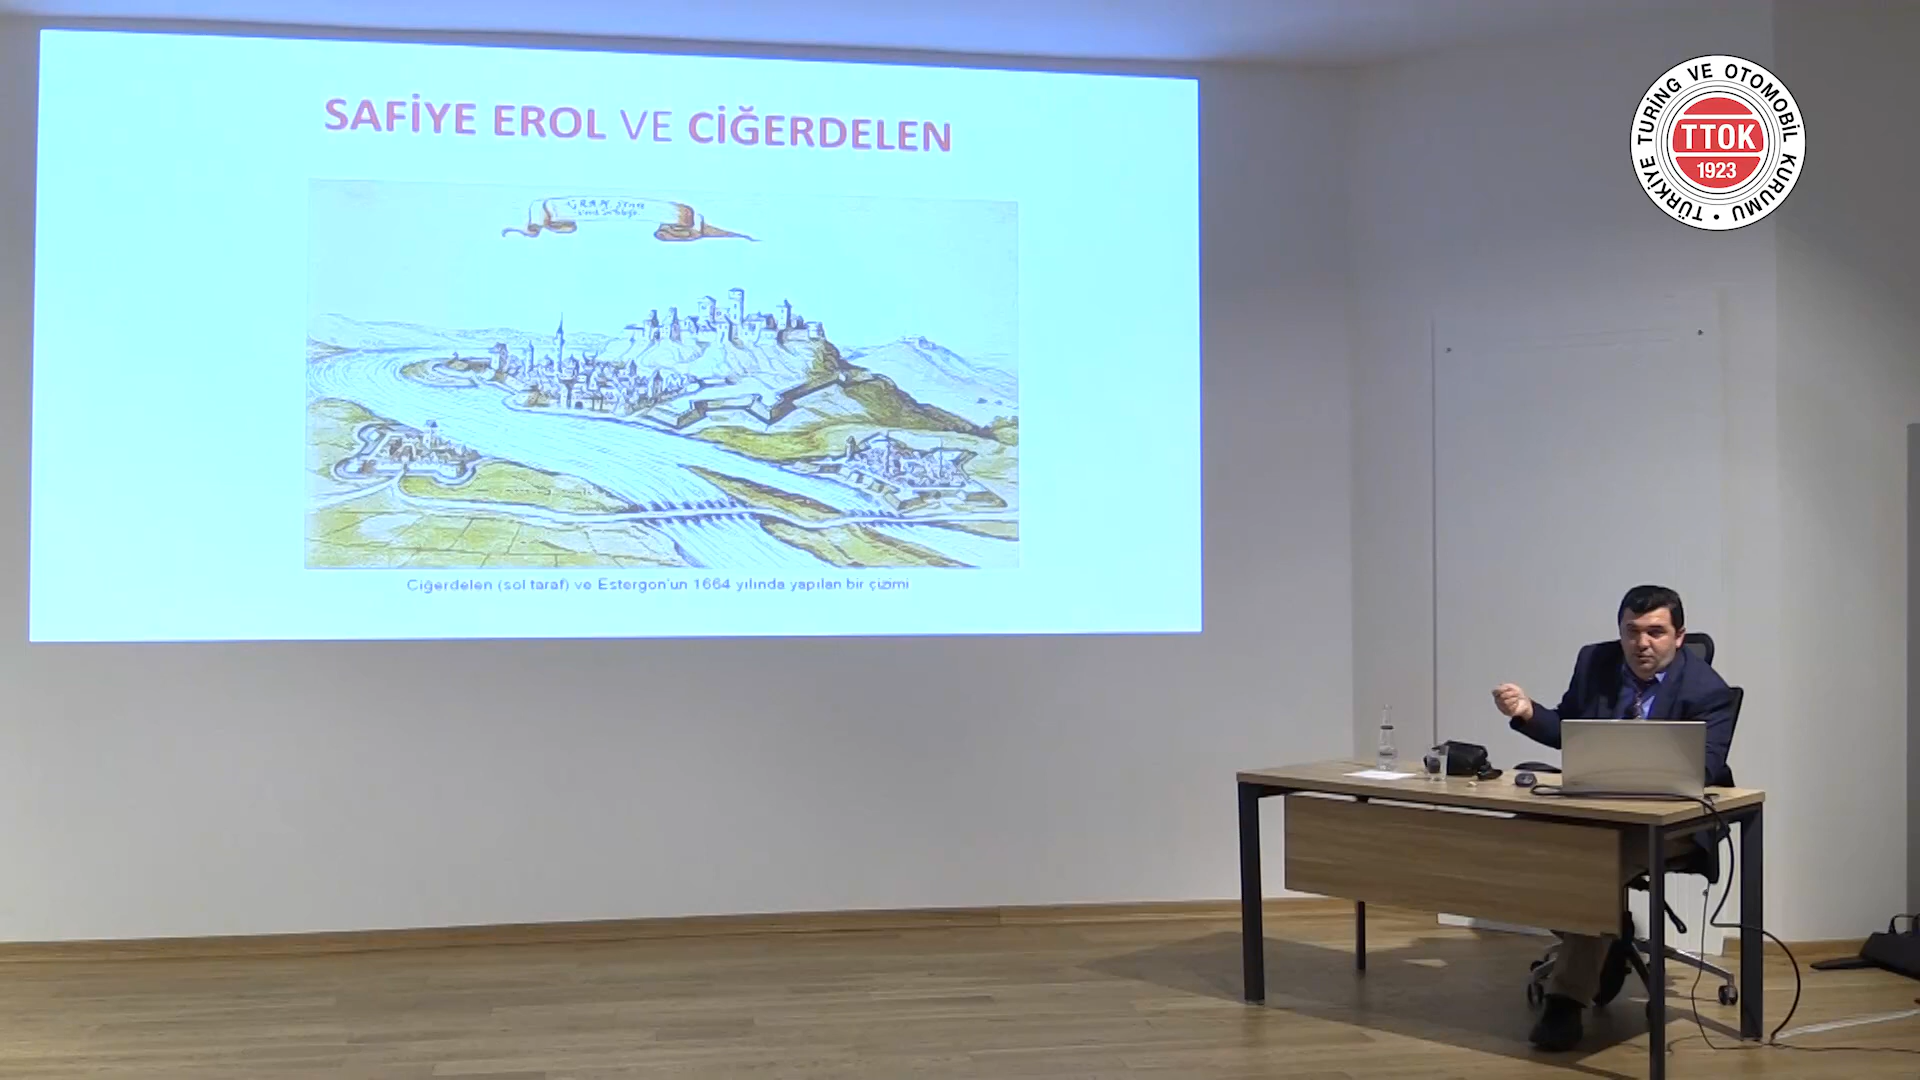 SAFİYE EROL VE CİĞERDELEN
GRAN
Ciğerdelen (sol taraf) ve Estergon'un 1664 yılında yapılan bir çizimi
TÜRKİYE TURİNG VE OTOMOBİL KURUMU •
TTOK
1923